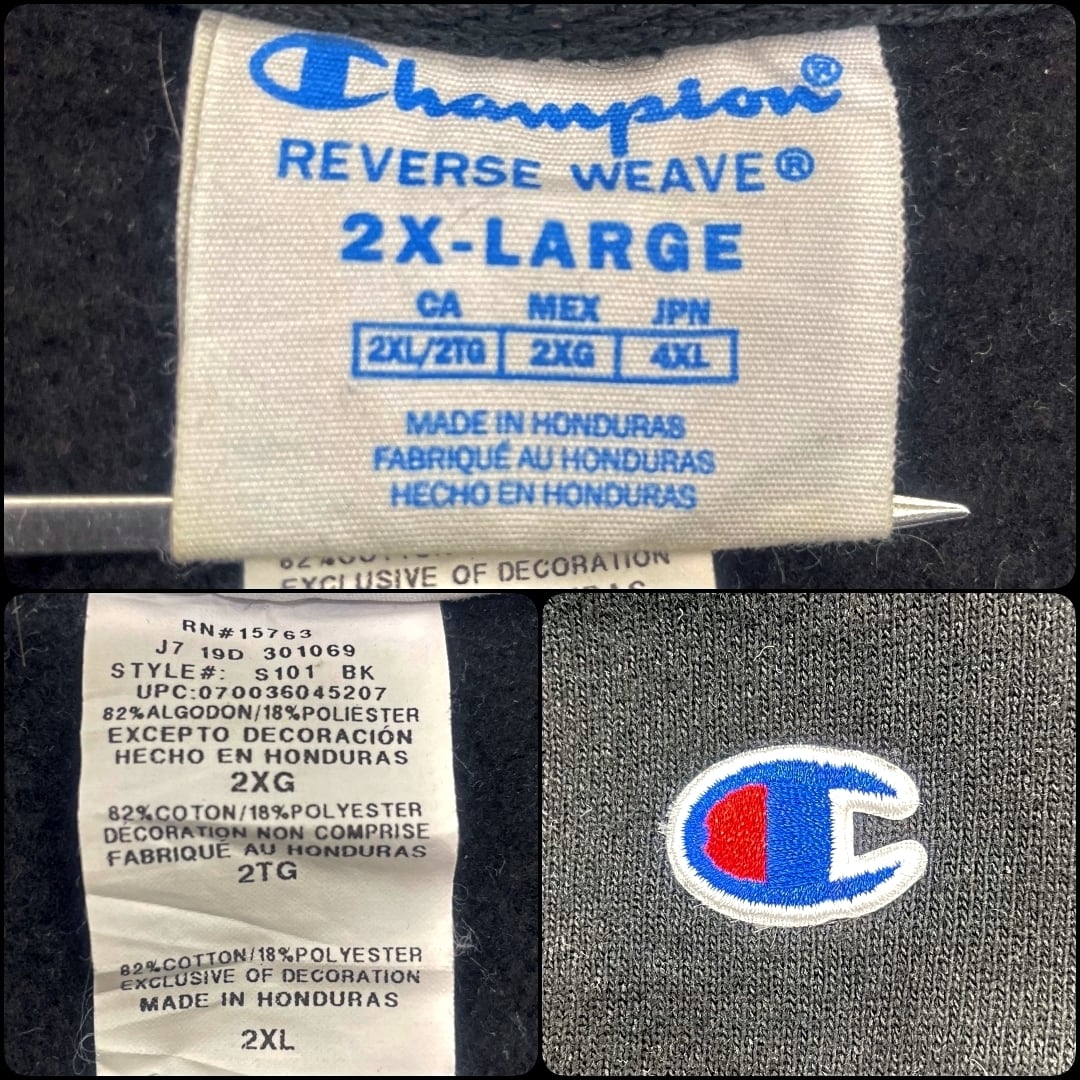 Champion®
REVERSE WEAVE®
2X-LARGE
CA MEX JPN
2XL/2TG 2XG 4XL
MADE IN HONDURAS
FABRIQUÉ AU HONDURAS
HECHO EN HONDURAS
82%COTTON
EXCLUSIVE OF DECORATION
RN#15763
J7 19D 301069
STYLE#: S101 BK
UPC:070036045207
82%ALGODON/18%POLIESTER
EXCEPTO DECORACIÓN
HECHO EN HONDURAS
2XG
82%COTON/18%POLYESTER
DÉCORATION NON COMPRISE
FABRIQUÉ AU HONDURAS
2TG
82%COTTON/18%POLYESTER
EXCLUSIVE OF DECORATION
MADE IN HONDURAS
2XL
C